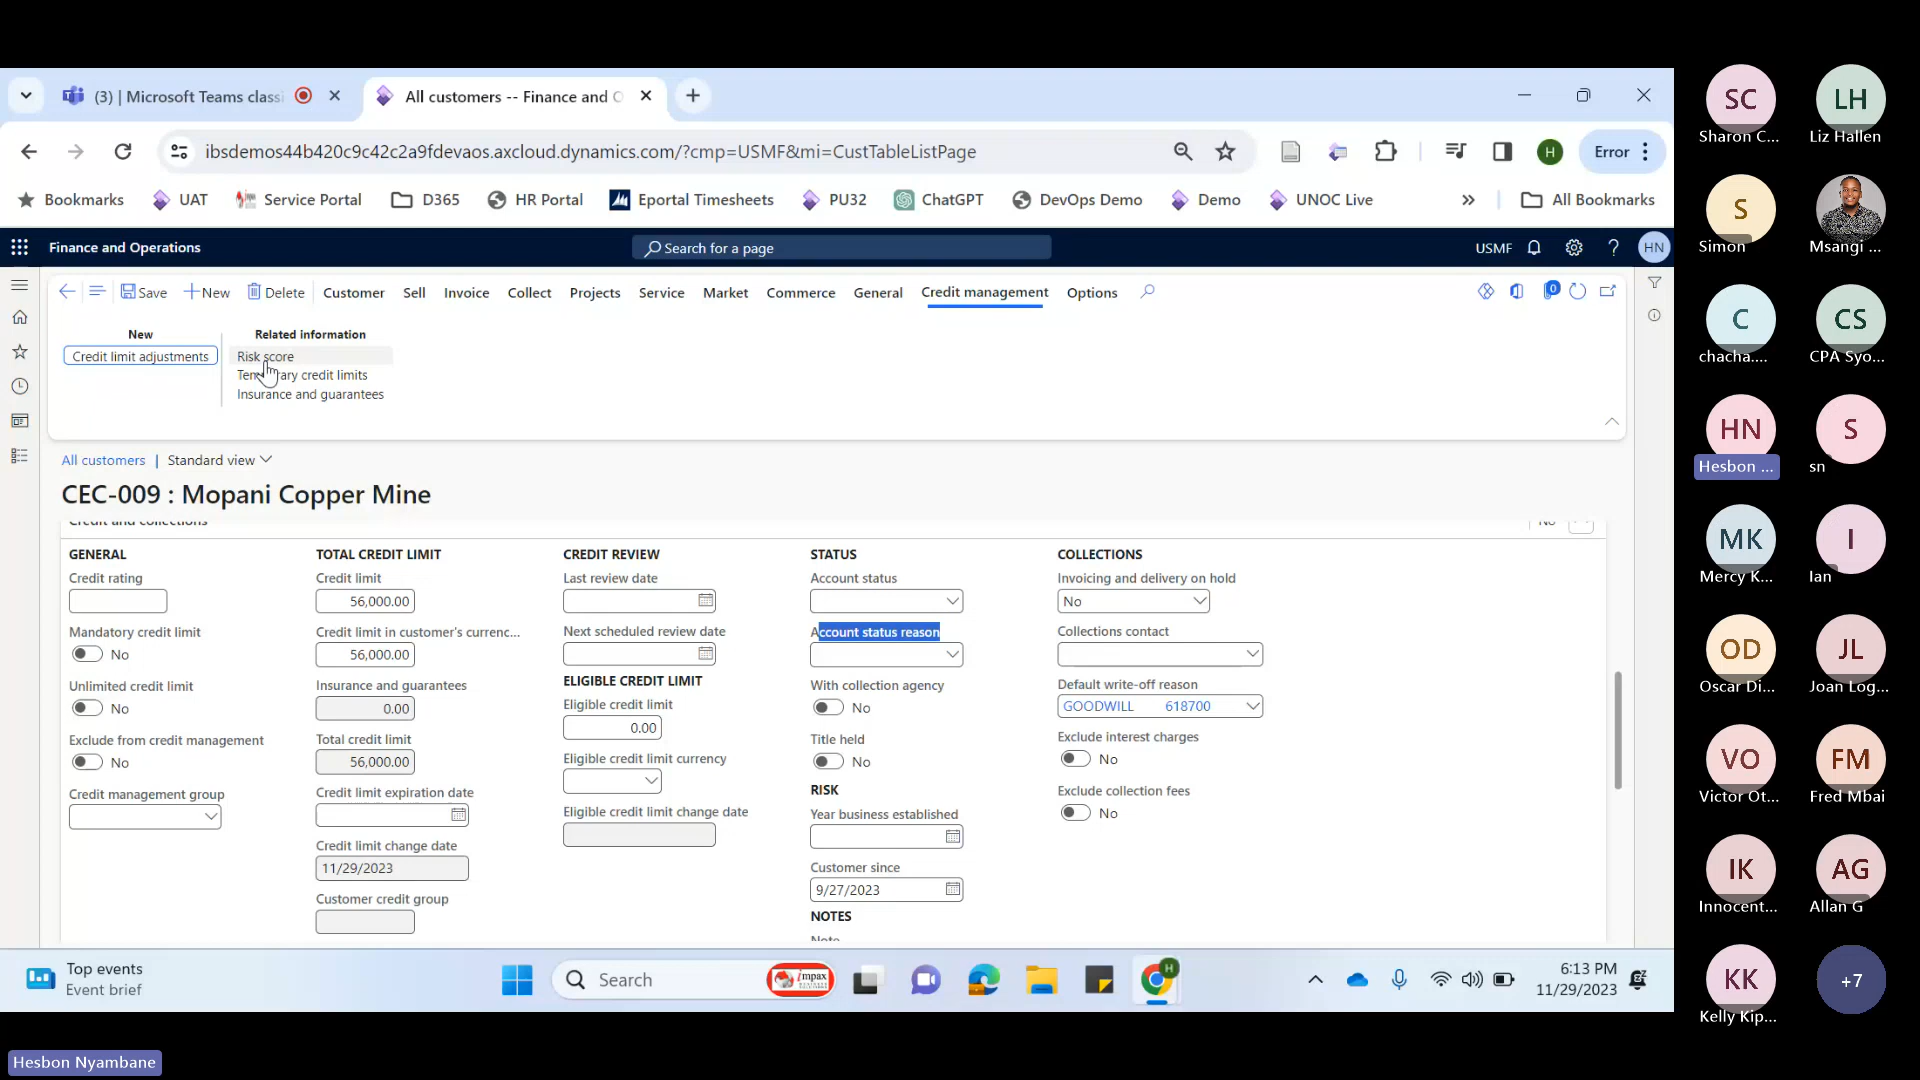 (3) | Microsoft Teams classi
All customers -- Finance and O
ibsdemos44b420c9c42c2a9fdevaos.axcloud.dynamics.com/?cmp=USMF&mi=CustTableListPage
H
Error
Bookmarks
UAT
Service Portal
D365
HR Portal
Eportal Timesheets
PU32
ChatGPT
DevOps Demo
Demo
UNOC Live
»
All Bookmarks
Finance and Operations
Search for a page
USMF
?
HN
Save
New
Delete
Customer
Sell
Invoice
Collect
Projects
Service
Market
Commerce
General
Credit management
Options
0
New
Credit limit adjustments
Related information
Risk score
Temporary credit limits
Insurance and guarantees
All customers | Standard view
CEC-009 : Mopani Copper Mine
Credit and collections
No
GENERAL
Credit rating
Mandatory credit limit
No
Unlimited credit limit
No
Exclude from credit management
No
Credit management group
TOTAL CREDIT LIMIT
Credit limit
56,000.00
Credit limit in customer's currenc...
56,000.00
Insurance and guarantees
0.00
Total credit limit
56,000.00
Credit limit expiration date
Credit limit change date
11/29/2023
Customer credit group
CREDIT REVIEW
Last review date
Next scheduled review date
ELIGIBLE CREDIT LIMIT
Eligible credit limit
0.00
Eligible credit limit currency
Eligible credit limit change date
STATUS
Account status
Account status reason
With collection agency
No
Title held
No
RISK
Year business established
Customer since
9/27/2023
NOTES
Note
COLLECTIONS
Invoicing and delivery on hold
No
Collections contact
Default write-off reason
GOODWILL 618700
Exclude interest charges
No
Exclude collection fees
No
Top events
Event brief
Search
impax
H
6:13 PM
11/29/2023
SC
Sharon C...
LH
Liz Hallen
S
Simon
Msangi ...
C
chacha....
CS
CPA Syo...
HN
Hesbon ...
S
sn
MK
Mercy K...
I
Ian
OD
Oscar Di...
JL
Joan Log...
VO
Victor Ot...
FM
Fred Mbai
IK
Innocent...
AG
Allan G
KK
Kelly Kip...
+7
Hesbon Nyambane